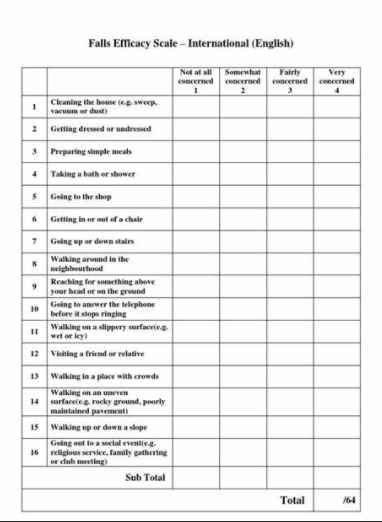 Falls Efficacy Scale – International (English)
Not at all concerned 1 Somewhat concerned 2 Fairly concerned 3 Very concerned 4
1 Cleaning the house (e.g. sweep,
vacuum or dust)
2 Getting dressed or undressed
3 Preparing simple meals
4 Taking a bath or shower
5 Going to the shop
6 Getting in or out of a chair
7 Going up or down stairs
8 Walking around in the
neighbourhood
9 Reaching for something above
your head or on the ground
10 Going to answer the telephone
before it stops ringing
11 Walking on a slippery surface(e.g.
wet or icy)
12 Visiting a friend or relative
13 Walking in a place with crowds
14 Walking on an uneven
surface(e.g. rocky ground, poorly
maintained pavement)
15 Walking up or down a slope
16 Going out to a social event(e.g.
religious service, family gathering
or club meeting)
Sub Total
Total /64